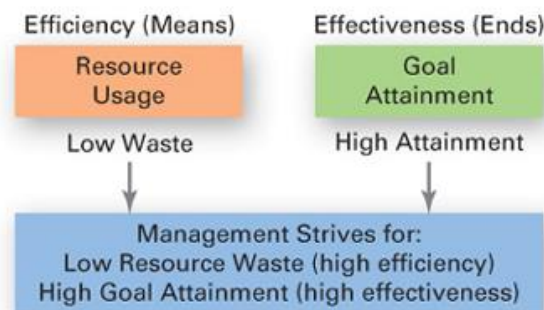 Efficiency (Means)
Resource
Usage
Low Waste
Effectiveness (Ends)
Goal
Attainment
High Attainment
Management Strives for:
Low Resource Waste (high efficiency)
High Goal Attainment (high effectiveness)